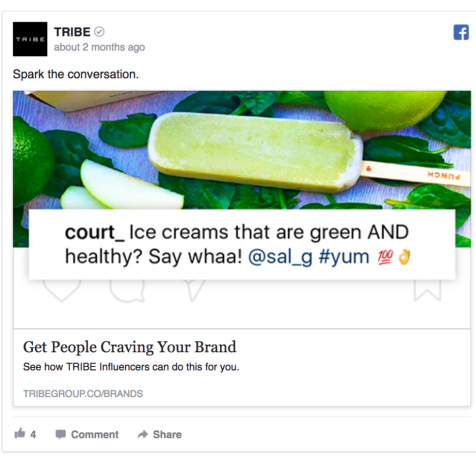 TRIBE
TRIBE
about 2 months ago
Spark the conversation.
PUNCH
court_ Ice creams that are green AND
healthy? Say whaa! @sal_g #yum 💯👌
Get People Craving Your Brand
See how TRIBE Influencers can do this for you.
TRIBEGROUP.CO/BRANDS
4 Comment Share